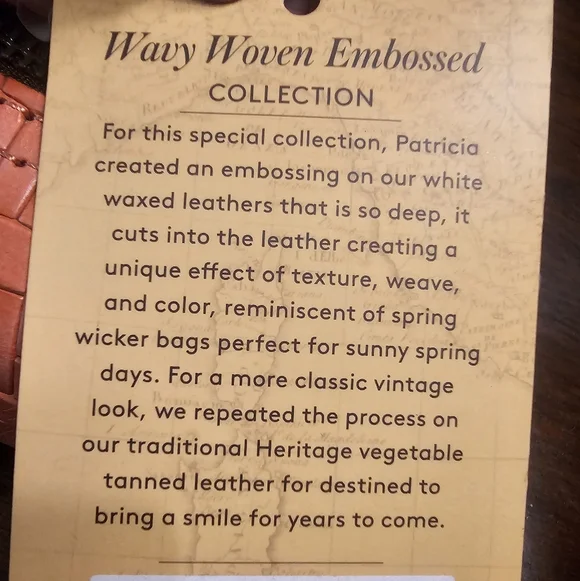 Wavy Woven Embossed
COLLECTION
For this special collection, Patricia
created an embossing on our white
waxed leathers that is so deep, it
cuts into the leather creating a
unique effect of texture, weave,
and color, reminiscent of spring
wicker bags perfect for sunny spring
days. For a more classic vintage
look, we repeated the process on
our traditional Heritage vegetable
tanned leather for destined to
bring a smile for years to come.